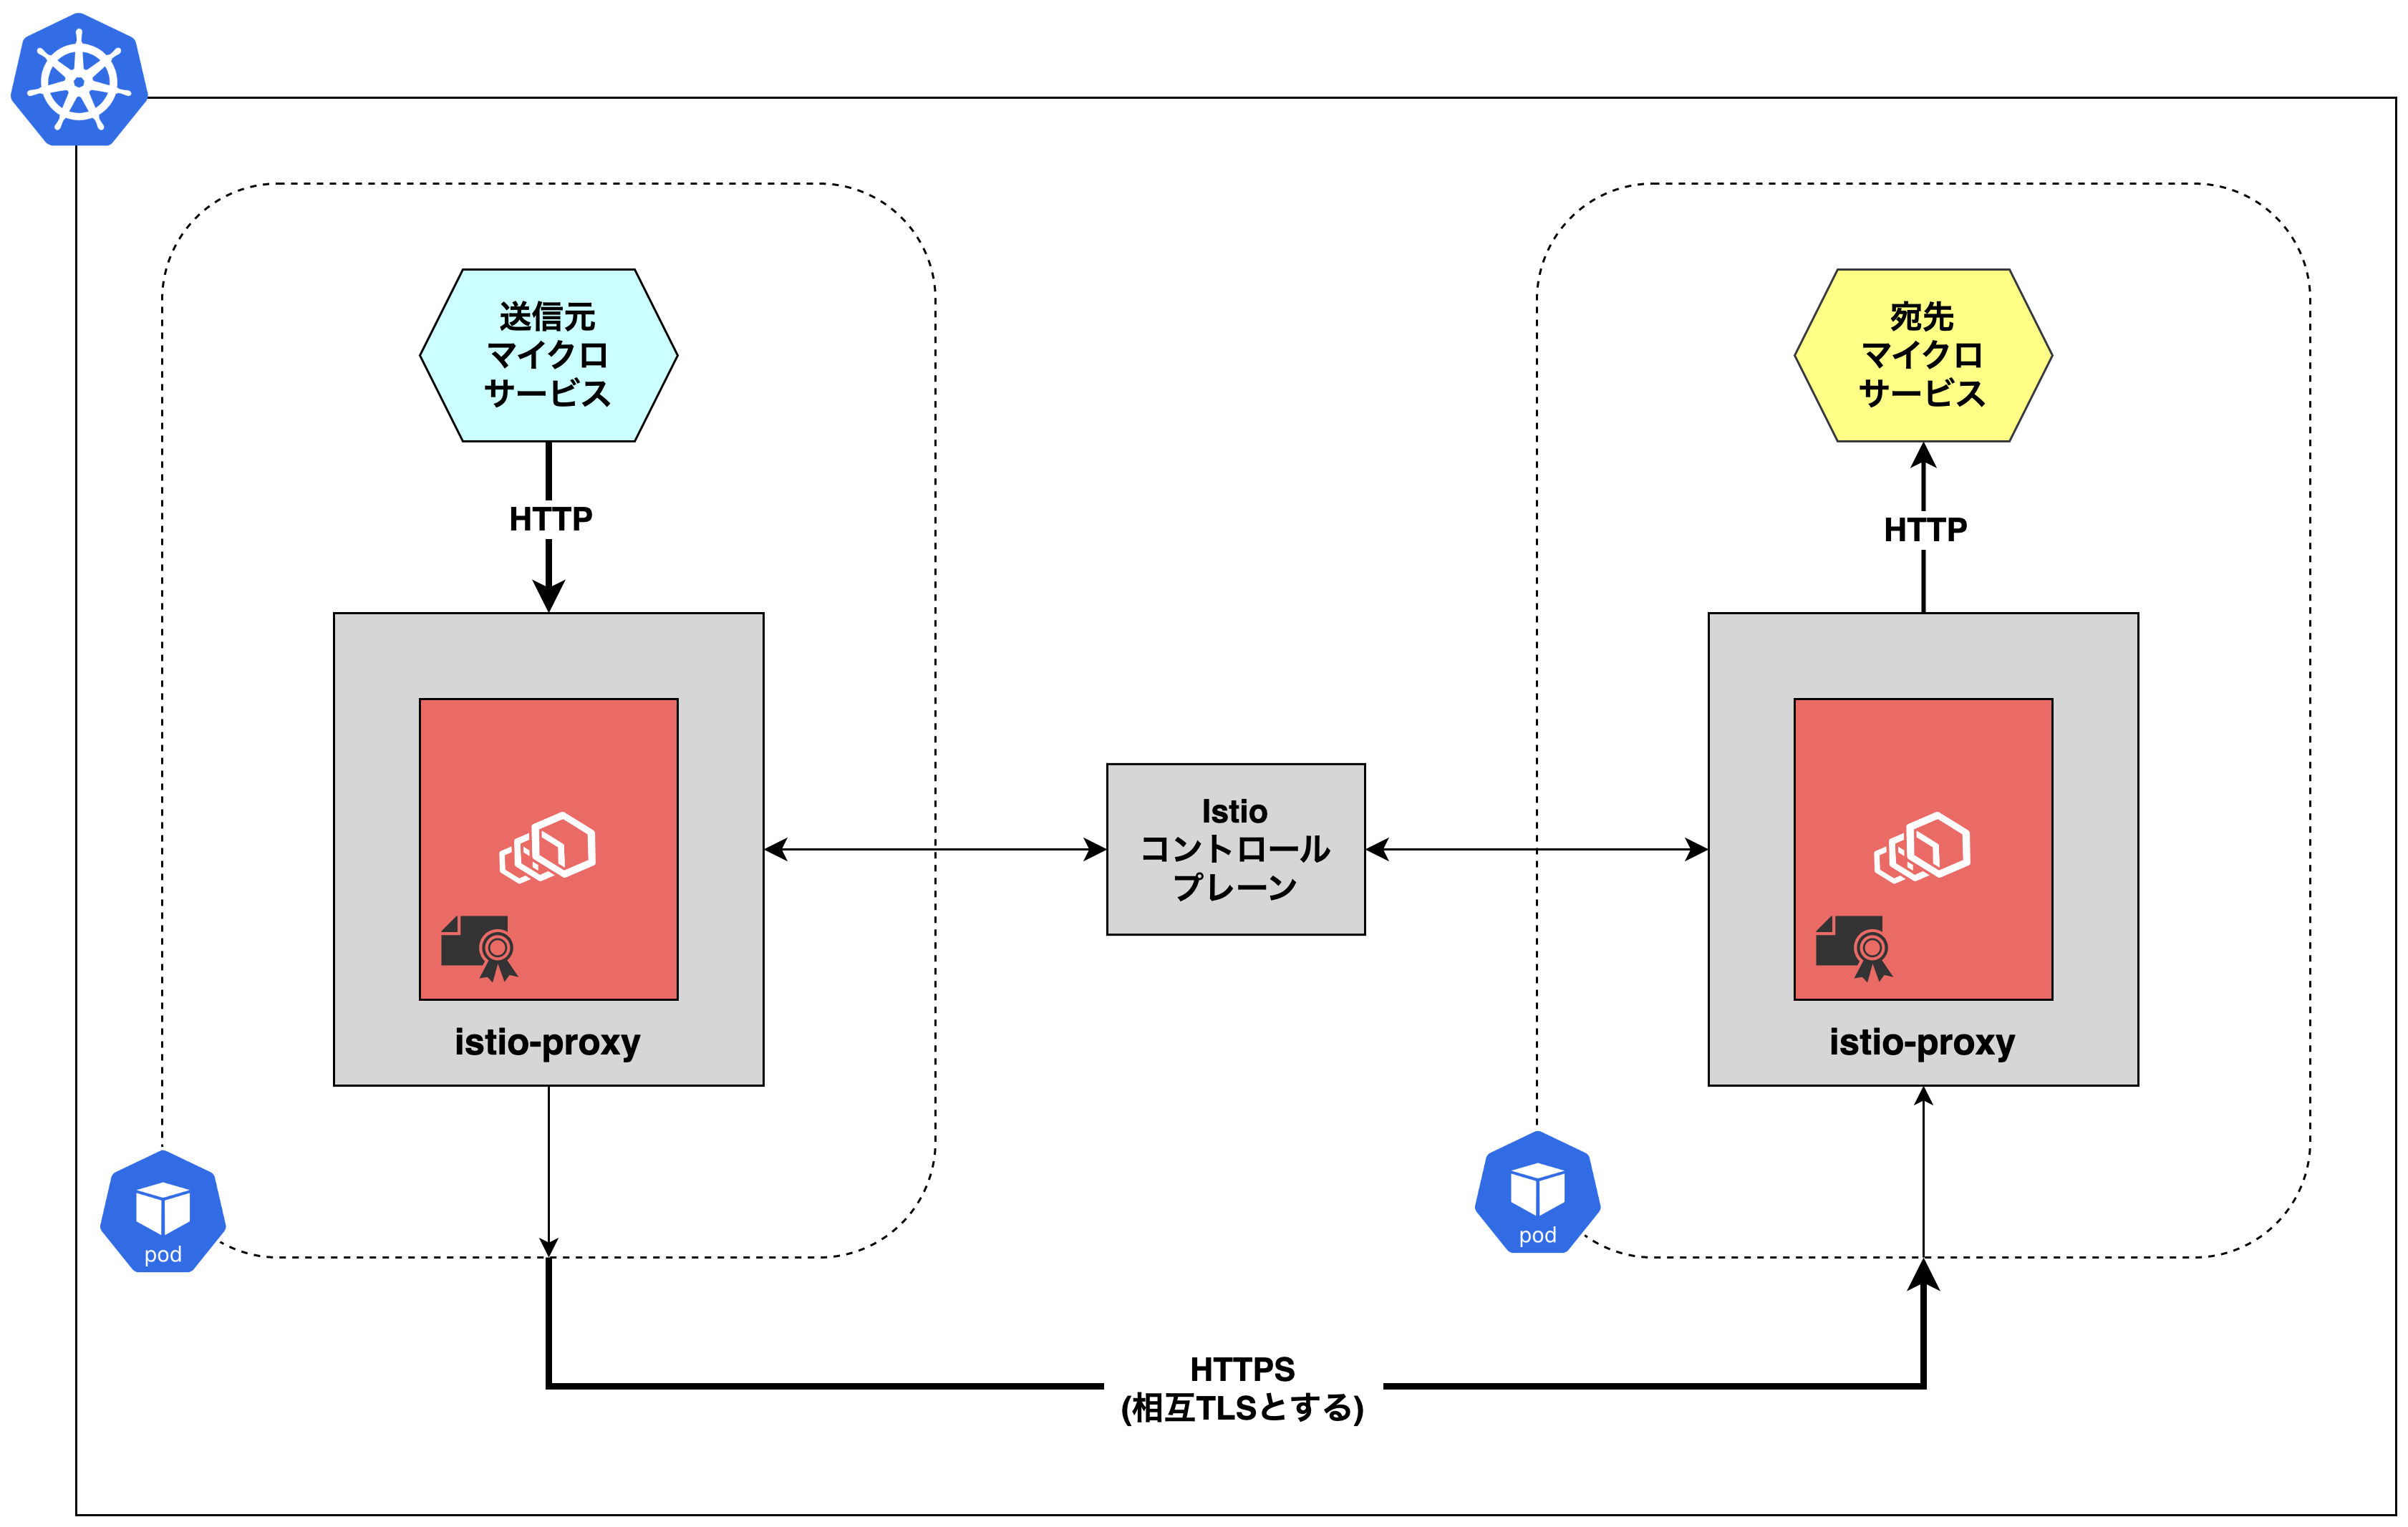 送信元
マイクロ
サービス
HTTP
istio-proxy
pod
Istio
コントロール
プレーン
宛先
マイクロ
サービス
HTTP
istio-proxy
pod
HTTPS
(相互TLSとする)